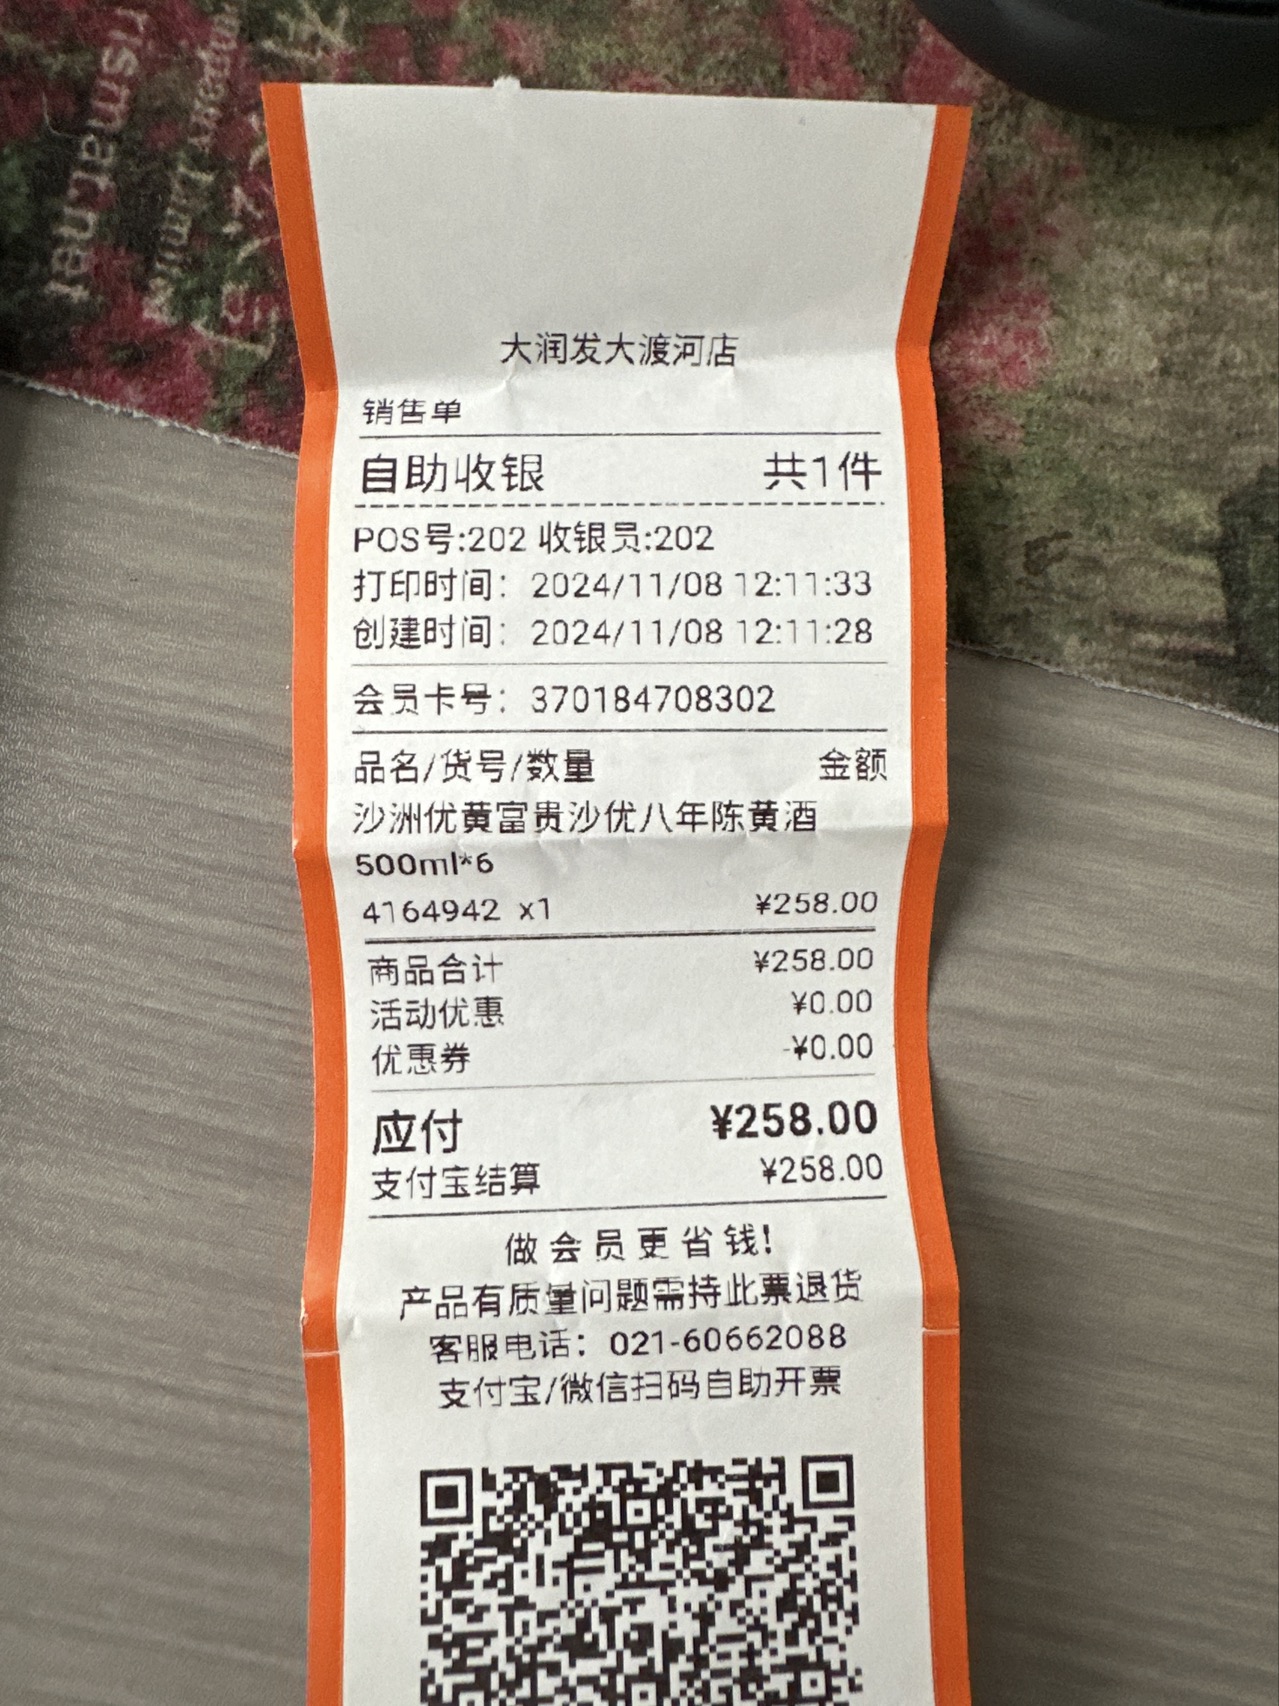 大润发大渡河店
销售单
自助收银 共1件
POS号:202 收银员:202
打印时间：2024/11/08 12:11:33
创建时间：2024/11/08 12:11:28
会员卡号：370184708302
品名/货号/数量 金额
沙洲优黄富贵沙优八年陈黄酒
500ml*6
4164942 x1 ¥258.00
商品合计 ¥258.00
活动优惠 ¥0.00
优惠券 -¥0.00
应付 ¥258.00
支付宝结算 ¥258.00
做会员更省钱!
产品有质量问题需持此票退货
客服电话：021-60662088
支付宝/微信扫码自助开票